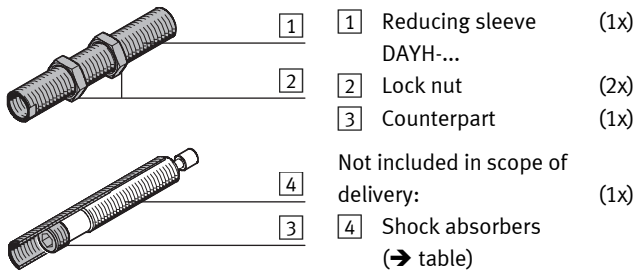 1
2
4
3
1 Reducing sleeve (1x)
DAYH-...
2 Lock nut (2x)
3 Counterpart (1x)
Not included in scope of
delivery: (1x)
4 Shock absorbers
(➔ table)